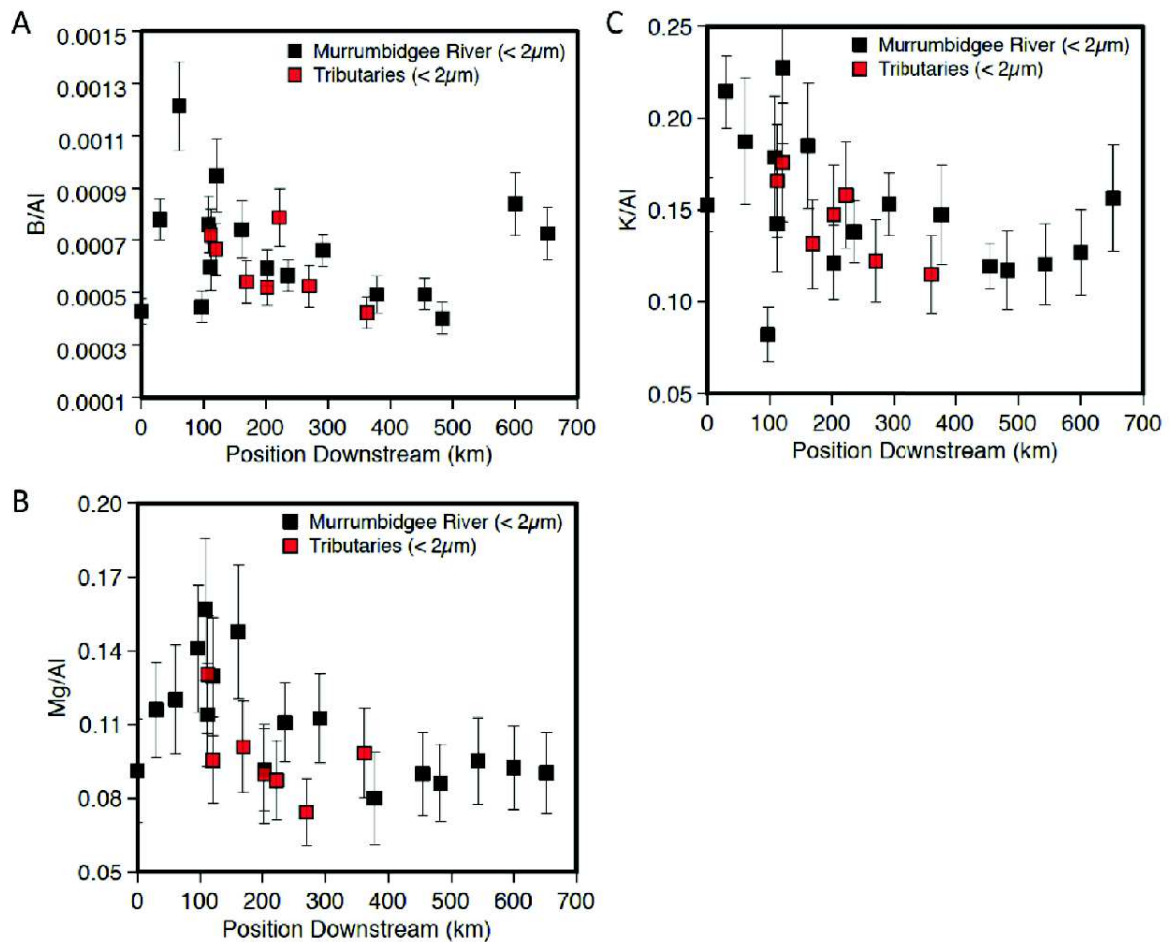 A
0.0015
0.0013
0.0011
0.0009
0.0007
0.0005
0.0003
0.0001
B/Al
Murrumbidgee River (< 2µm)
Tributaries (< 2µm)
0 100 200 300 400 500 600 700
Position Downstream (km)
C
0.25
0.20
0.15
0.10
0.05
K/Al
Murrumbidgee River (< 2µm)
Tributaries (< 2µm)
0 100 200 300 400 500 600 700
Position Downstream (km)
B
0.20
0.17
0.14
0.11
0.08
0.05
Mg/Al
Murrumbidgee River (< 2µm)
Tributaries (< 2µm)
0 100 200 300 400 500 600 700
Position Downstream (km)